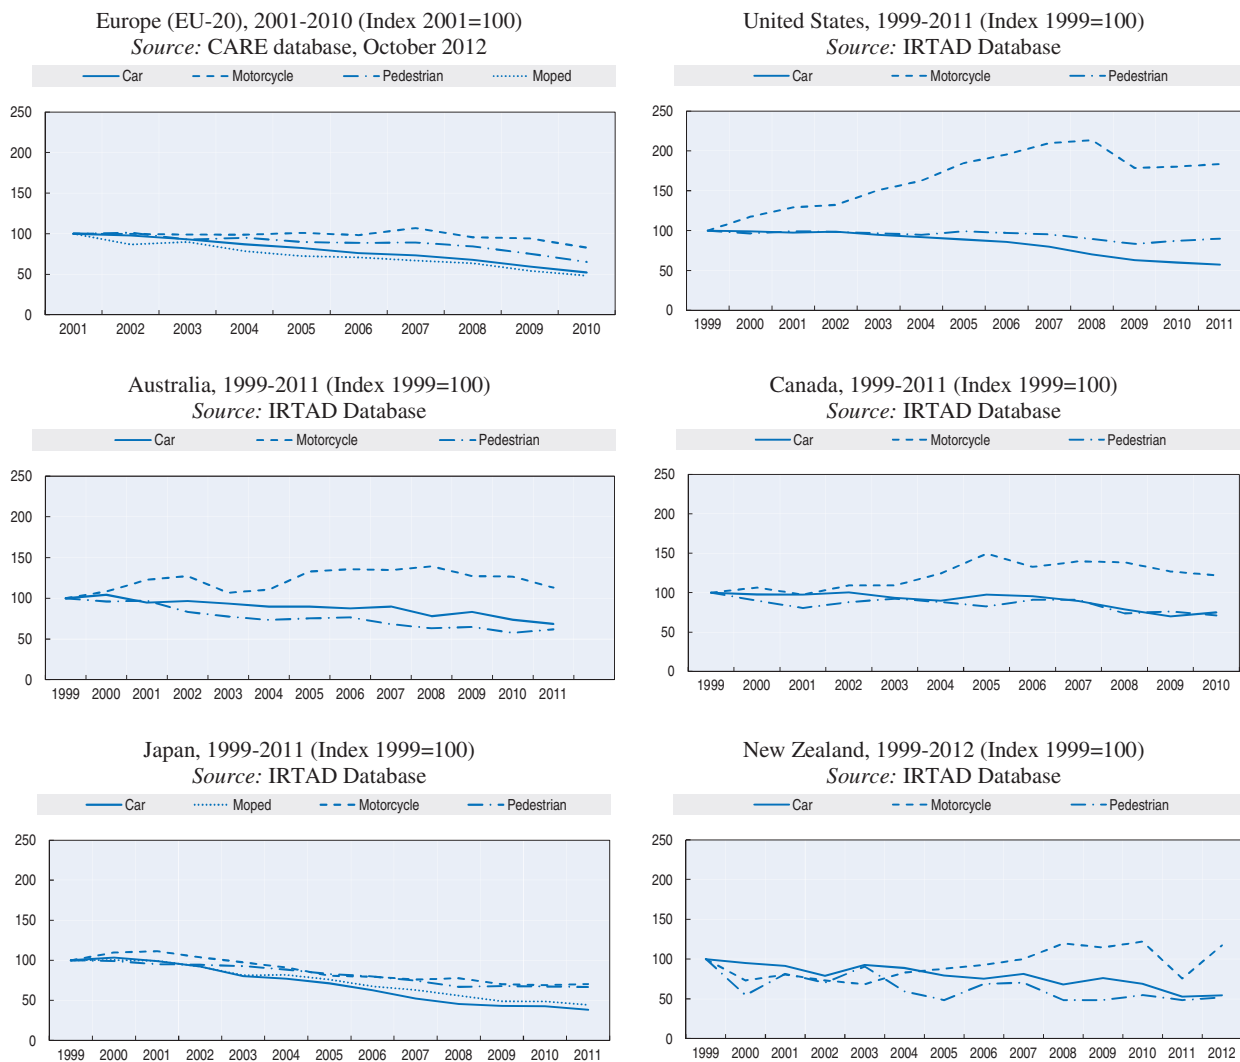 Europe (EU-20), 2001-2010 (Index 2001=100)
Source: CARE database, October 2012
Car Motorcycle Pedestrian Moped
250
200
150
100
50
0
2001 2002 2003 2004 2005 2006 2007 2008 2009 2010
United States, 1999-2011 (Index 1999=100)
Source: IRTAD Database
Car Motorcycle Pedestrian
250
200
150
100
50
0
1999 2000 2001 2002 2003 2004 2005 2006 2007 2008 2009 2010 2011
Australia, 1999-2011 (Index 1999=100)
Source: IRTAD Database
Car Motorcycle Pedestrian
250
200
150
100
50
0
1999 2000 2001 2002 2003 2004 2005 2006 2007 2008 2009 2010 2011
Canada, 1999-2011 (Index 1999=100)
Source: IRTAD Database
Car Motorcycle Pedestrian
250
200
150
100
50
0
1999 2000 2001 2002 2003 2004 2005 2006 2007 2008 2009 2010
Japan, 1999-2011 (Index 1999=100)
Source: IRTAD Database
Car Moped Motorcycle Pedestrian
250
200
150
100
50
0
1999 2000 2001 2002 2003 2004 2005 2006 2007 2008 2009 2010 2011
New Zealand, 1999-2012 (Index 1999=100)
Source: IRTAD Database
Car Motorcycle Pedestrian
250
200
150
100
50
0
1999 2000 2001 2002 2003 2004 2005 2006 2007 2008 2009 2010 2011 2012